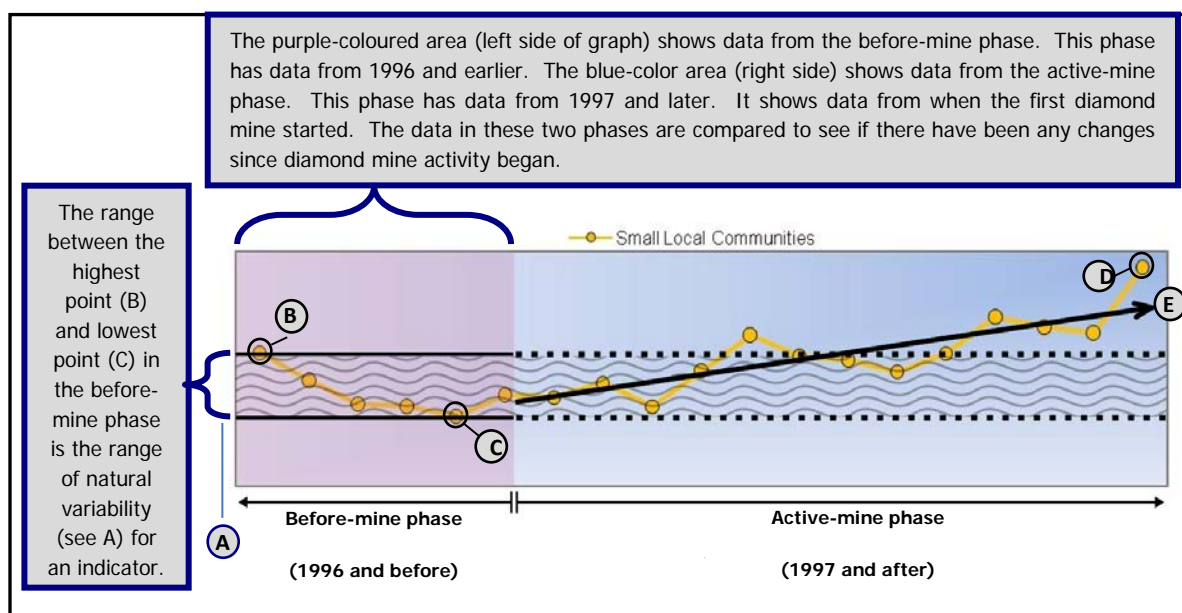 The purple-coloured area (left side of graph) shows data from the before-mine phase. This phase
has data from 1996 and earlier. The blue-color area (right side) shows data from the active-mine
phase. This phase has data from 1997 and later. It shows data from when the first diamond
mine started. The data in these two phases are compared to see if there have been any changes
since diamond mine activity began.
The range
between the
highest
point (B)
and lowest
point (C) in
the before-
mine phase
is the range
of natural
variability
(see A) for
an indicator.
Small Local Communities
B
C
D
E
A
Before-mine phase
(1996 and before)
Active-mine phase
(1997 and after)